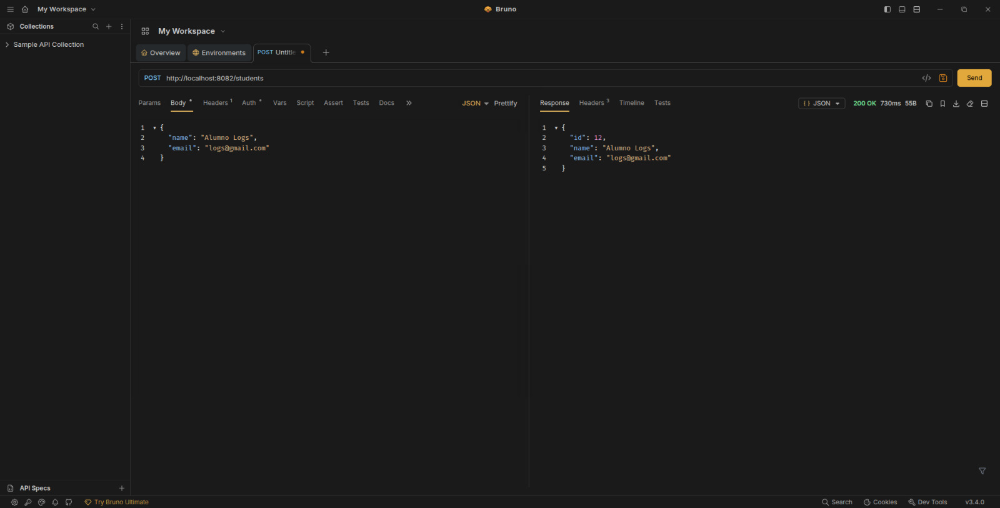 My Workspace
Bruno
Collections
Sample API Collection
My Workspace
Overview
Environments
POST Untitle
POST http://localhost:8082/students
Send
Params Body Headers 1 Auth Vars Script Assert Tests Docs
JSON Prettify
1 {
2 "name": "Alumno Logs",
3 "email": "logs@gmail.com"
4 }
Response Headers 3 Timeline Tests
{ } JSON
200 OK 730ms 55B
1 {
2 "id": 12,
3 "name": "Alumno Logs",
4 "email": "logs@gmail.com"
5 }
API Specs
Try Bruno Ultimate
Search
Cookies
Dev Tools
v3.4.0